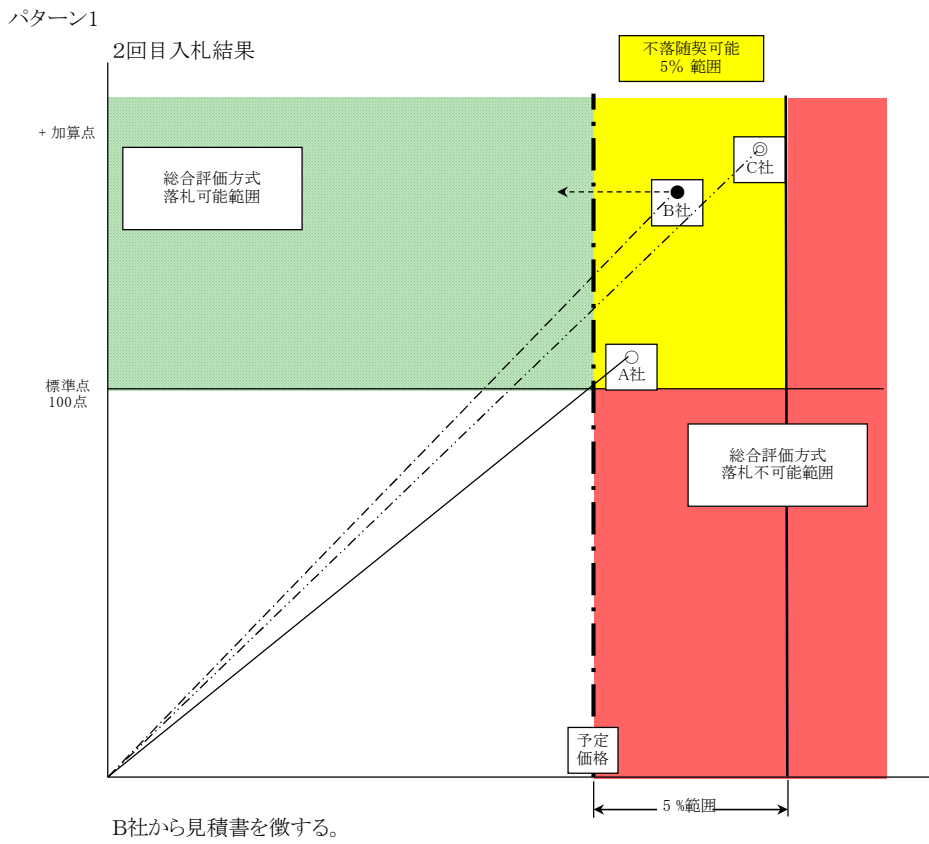 パターン1
2回目入札結果
不落随契可能
5% 範囲
+ 加算点
総合評価方式
落札可能範囲
C社
B社
A社
標準点
100点
総合評価方式
落札不可能範囲
予定
価格
5 %範囲
B社から見積書を徴する。